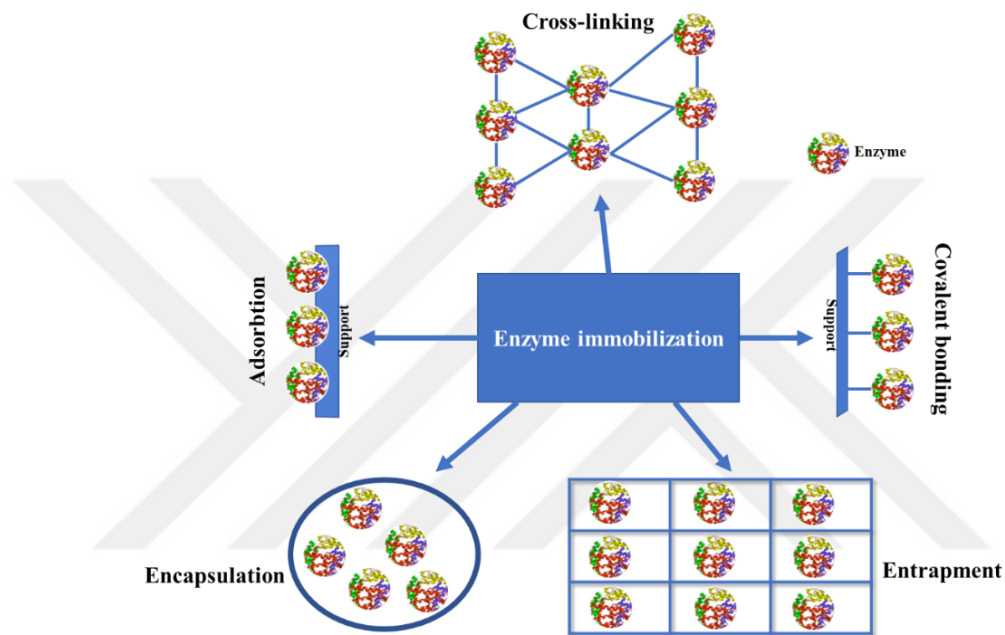 Cross-linking
Enzyme
Adsorbtion
Support
Enzyme immobilization
Support
Covalent bonding
Encapsulation
Entrapment